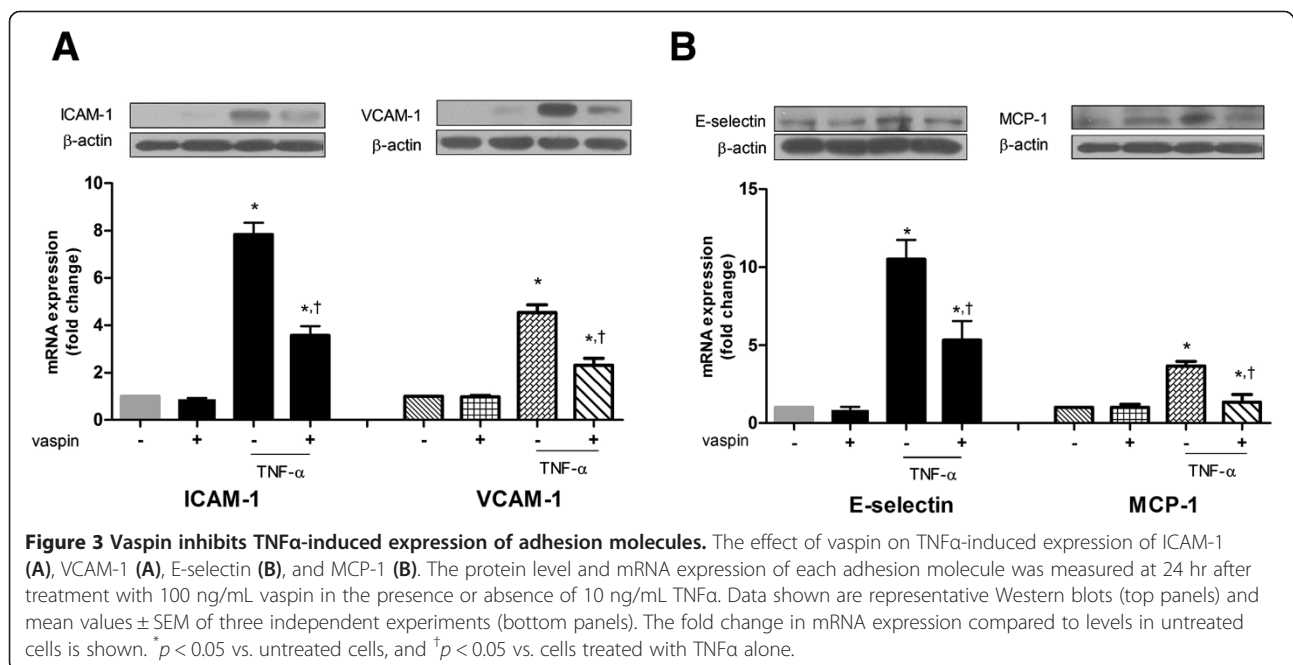 A
B
ICAM-1
β-actin
VCAM-1
β-actin
E-selectin
β-actin
MCP-1
β-actin
mRNA expression
(fold change)
10
8
6
4
2
0
*
*,†
*
*,†
vaspin
-
+
-
+
-
+
-
+
TNF-α
TNF-α
ICAM-1
VCAM-1
mRNA expression
(fold change)
15
10
5
0
*
*,†
*
*,†
vaspin
-
+
-
+
-
+
-
+
TNF-α
TNF-α
E-selectin
MCP-1
Figure 3 Vaspin inhibits TNFα-induced expression of adhesion molecules. The effect of vaspin on TNFα-induced expression of ICAM-1
(A), VCAM-1 (A), E-selectin (B), and MCP-1 (B). The protein level and mRNA expression of each adhesion molecule was measured at 24 hr after
treatment with 100 ng/mL vaspin in the presence or absence of 10 ng/mL TNFα. Data shown are representative Western blots (top panels) and
mean values ± SEM of three independent experiments (bottom panels). The fold change in mRNA expression compared to levels in untreated
cells is shown. *p < 0.05 vs. untreated cells, and †p < 0.05 vs. cells treated with TNFα alone.